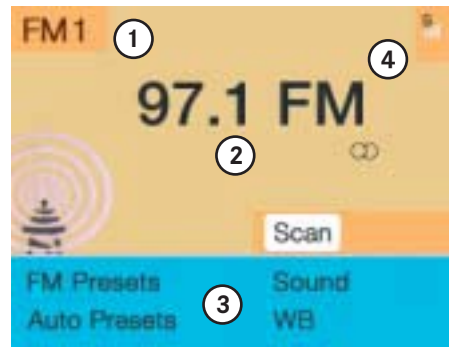 FM1
1
4
97.1 FM
2
Scan
FM Presets
Sound
3
Auto Presets
WB